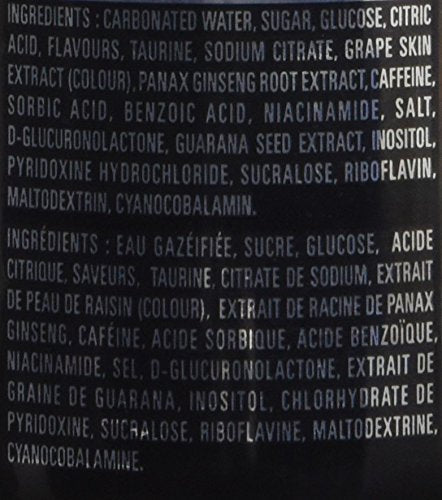 INGREDIENTS : CARBONATED WATER, SUGAR, GLUCOSE, CITRIC
ACID, FLAVOURS, TAURINE, SODIUM CITRATE, GRAPE SKIN
EXTRACT (COLOUR), PANAX GINSENG ROOT EXTRACT, CAFFEINE,
SORBIC ACID, BENZOIC ACID, NIACINAMIDE, SALT,
D-GLUCURONOLACTONE, GUARANA SEED EXTRACT, INOSITOL,
PYRIDOXINE HYDROCHLORIDE, SUCRALOSE, RIBOFLAVIN,
MALTODEXTRIN, CYANOCOBALAMIN.
INGRÉDIENTS : EAU GAZÉIFIÉE, SUCRE, GLUCOSE, ACIDE
CITRIQUE, SAVEURS, TAURINE, CITRATE DE SODIUM, EXTRAIT
DE PEAU DE RAISIN (COLOUR), EXTRAIT DE RACINE DE PANAX
GINSENG, CAFÉINE, ACIDE SORBIQUE, ACIDE BENZOÏQUE,
NIACINAMIDE, SEL, D-GLUCURONOLACTONE, EXTRAIT DE
GRAINE DE GUARANA, INOSITOL, CHLORHYDRATE DE
PYRIDOXINE, SUCRALOSE, RIBOFLAVINE, MALTODEXTRINE,
CYANOCOBALAMINE.